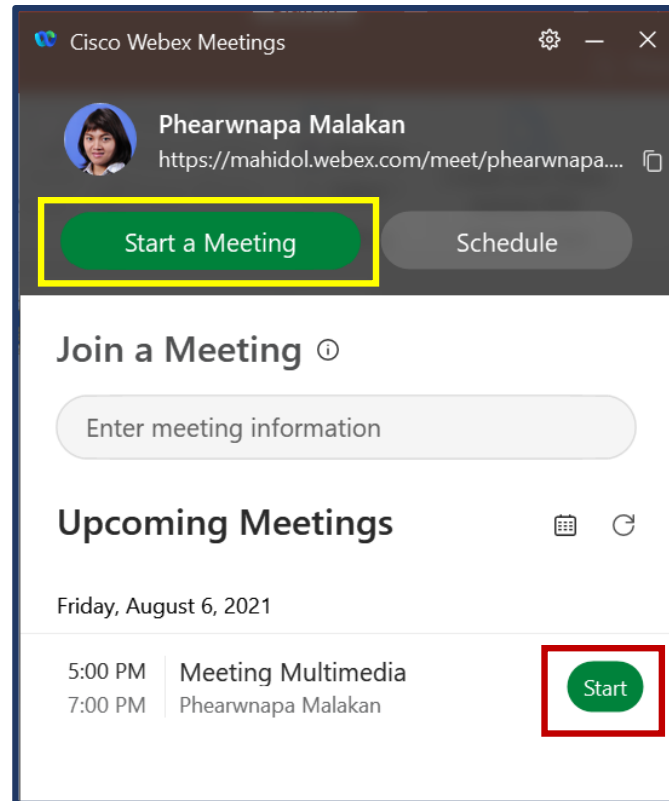 Cisco Webex Meetings
Phearwnapa Malakan
https://mahidol.webex.com/meet/phearwnapa....
Start a Meeting
Schedule
Join a Meeting
Enter meeting information
Upcoming Meetings
Friday, August 6, 2021
5:00 PM Meeting Multimedia
7:00 PM Phearwnapa Malakan
Start